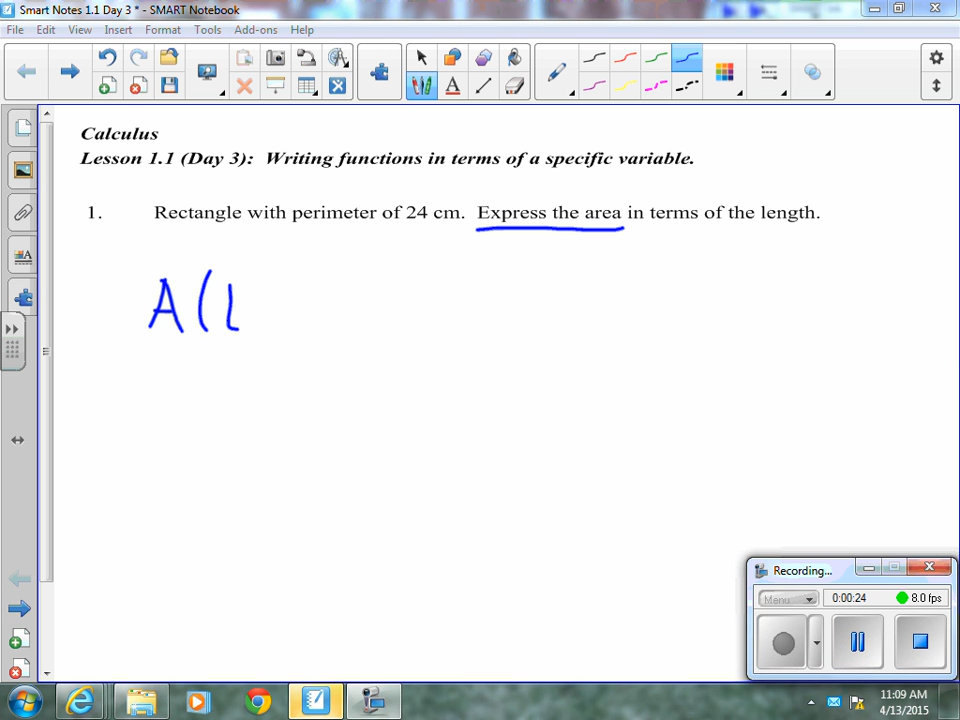 Smart Notes 1.1 Day 3 * - SMART Notebook
File Edit View Insert Format Tools Add-ons Help
Calculus
Lesson 1.1 (Day 3): Writing functions in terms of a specific variable.
1. Rectangle with perimeter of 24 cm. Express the area in terms of the length.
A(L
Recording...
Menu 0:00:24 8.0 fps
11:09 AM
4/13/2015